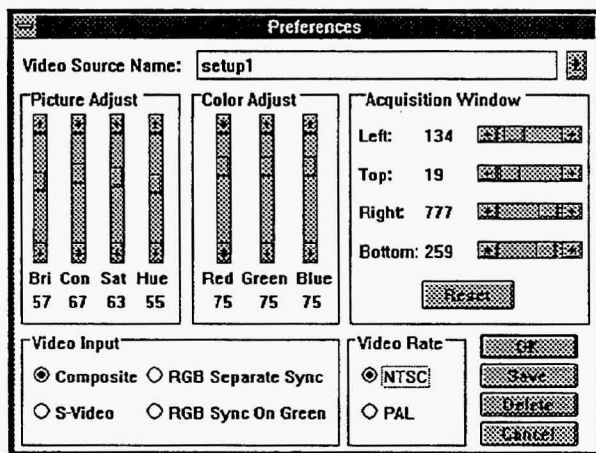 Preferences
Video Source Name: setup1
Picture Adjust
Bri Con Sat Hue
57 67 63 55
Color Adjust
Red Green Blue
75 75 75
Acquisition Window
Left: 134
Top: 19
Right: 777
Bottom: 259
Reset
Video Input
Composite RGB Separate Sync
S-Video RGB Sync On Green
Video Rate
NTSC
PAL
OK
Save
Delete
Cancel